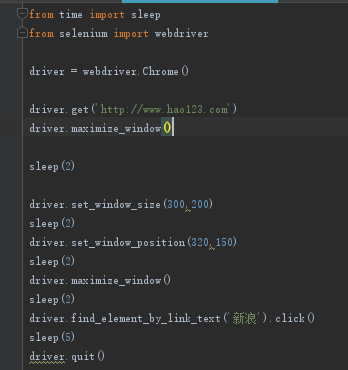 from time import sleep
from selenium import webdriver
driver = webdriver.Chrome()
driver.get('http://www.hao123.com')
driver.maximize_window()
sleep(2)
driver.set_window_size(300,200)
sleep(2)
driver.set_window_position(320,150)
sleep(2)
driver.maximize_window()
sleep(2)
driver.find_element_by_link_text('新浪').click()
sleep(5)
driver.quit()